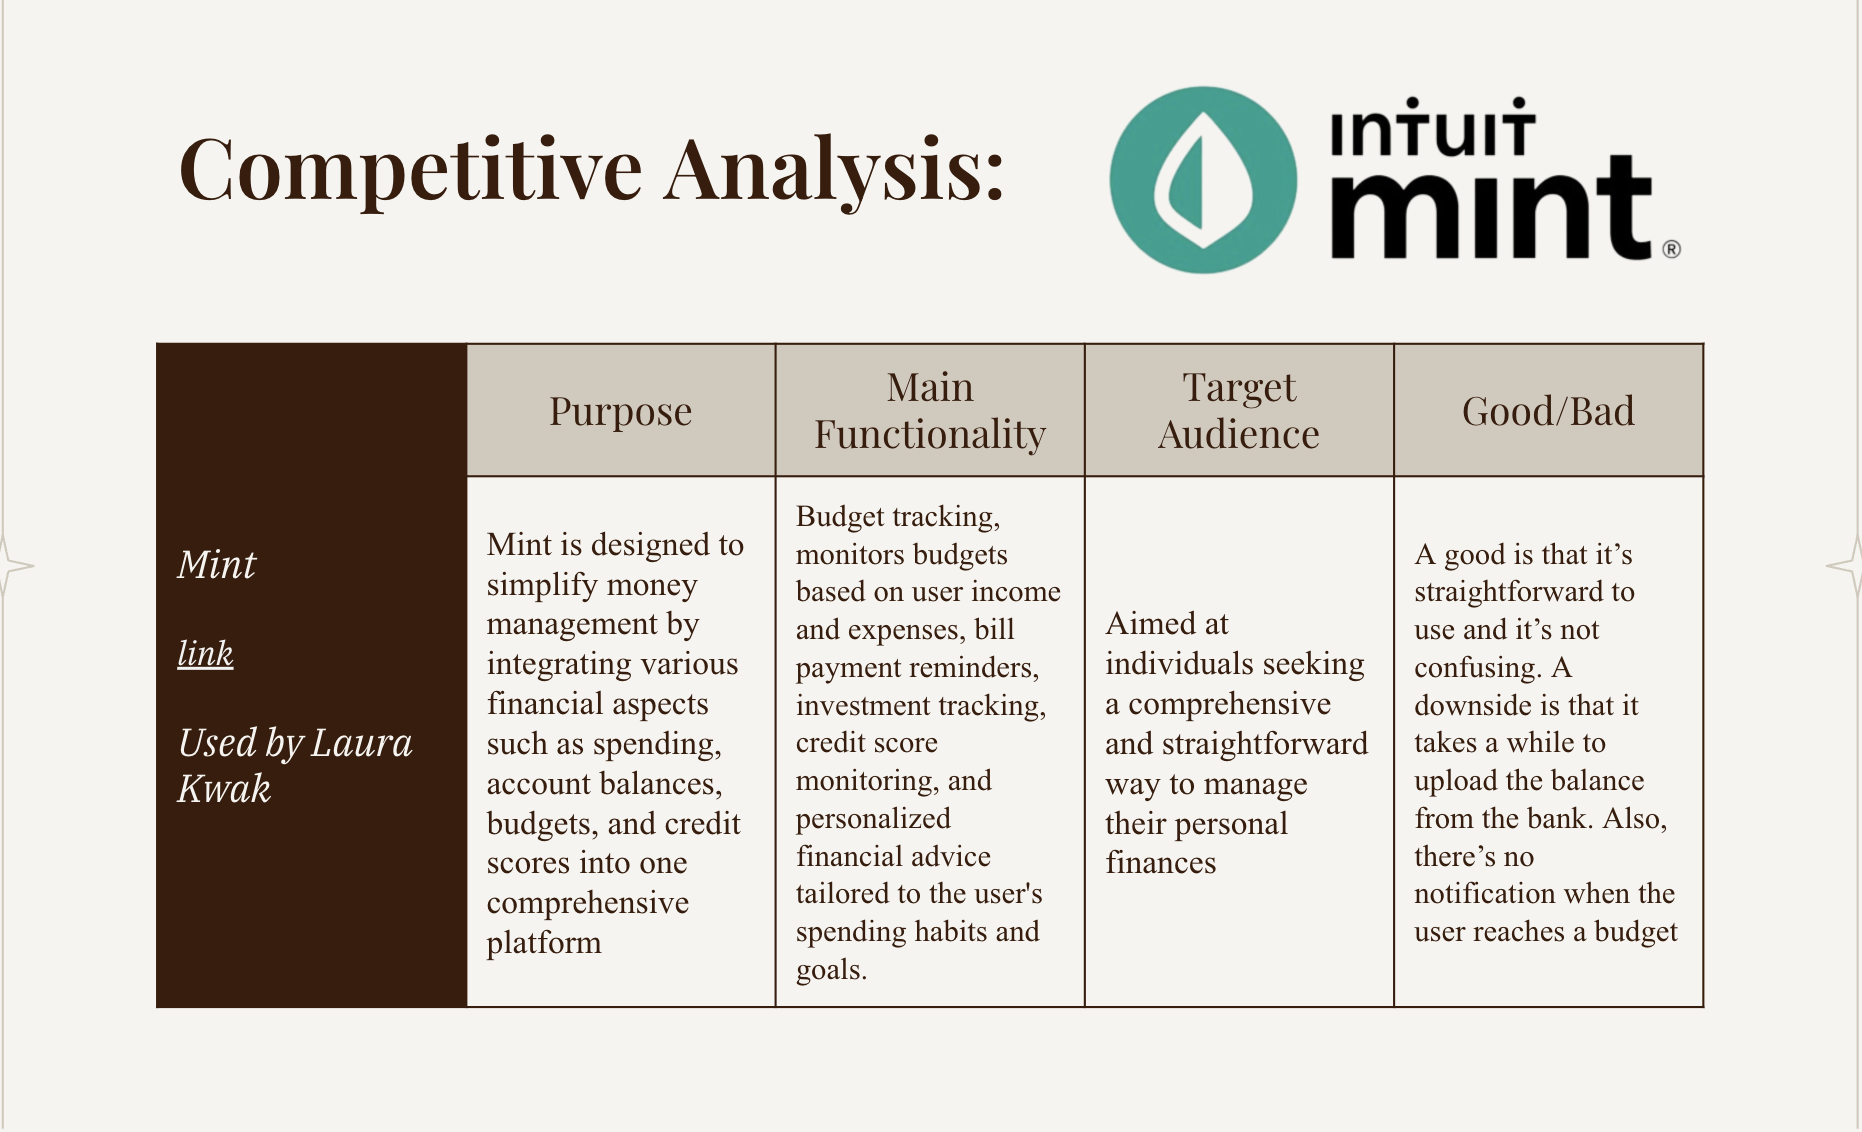 Competitive Analysis:
intuit
mint
®
Purpose
Main
Functionality
Target
Audience
Good/Bad
Mint
link
Used by Laura
Kwak
Mint is designed to
simplify money
management by
integrating various
financial aspects
such as spending,
account balances,
budgets, and credit
scores into one
comprehensive
platform
Budget tracking,
monitors budgets
based on user income
and expenses, bill
payment reminders,
investment tracking,
credit score
monitoring, and
personalized
financial advice
tailored to the user's
spending habits and
goals.
Aimed at
individuals seeking
a comprehensive
and straightforward
way to manage
their personal
finances
A good is that it’s
straightforward to
use and it’s not
confusing. A
downside is that it
takes a while to
upload the balance
from the bank. Also,
there’s no
notification when the
user reaches a budget